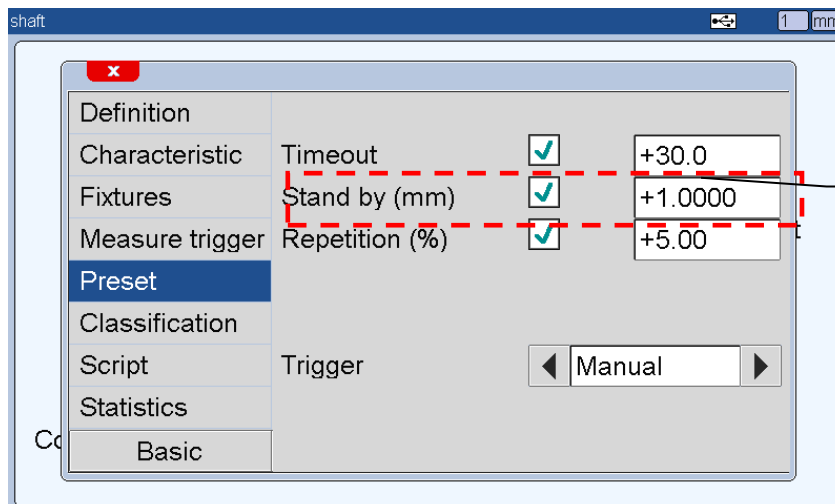 shaft 1 mm
x
Definition
Characteristic Timeout +30.0
Fixtures Stand by (mm) +1.0000
Measure trigger Repetition (%) +5.00
Preset
Classification
Script Trigger Manual
Statistics
Basic